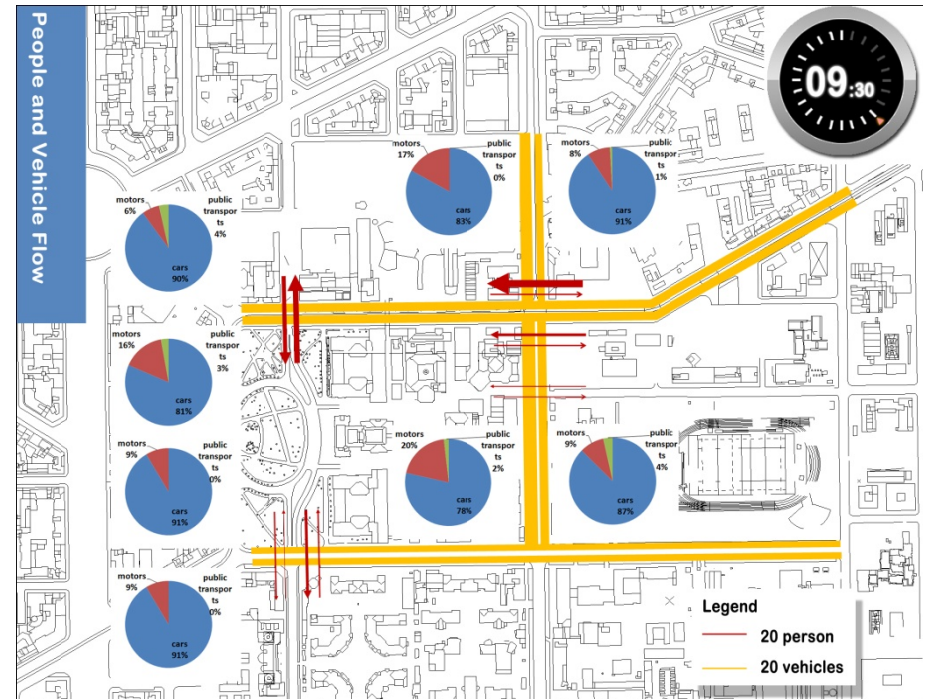 People and Vehicle Flow
09:30
motors
17%
public
transpor
ts
0%
cars
83%
motors
8%
public
transpor
ts
1%
cars
91%
motors
6%
public
transpo
ts
4%
cars
90%
motors
16%
public
transpor
ts
3%
cars
81%
motors
9%
public
transpor
ts
0%
cars
91%
motors
20%
public
transpor
ts
2%
cars
78%
motors
9%
public
transpor
ts
4%
cars
87%
motors
9%
public
transpor
ts
0%
cars
91%
Legend
20 person
20 vehicles